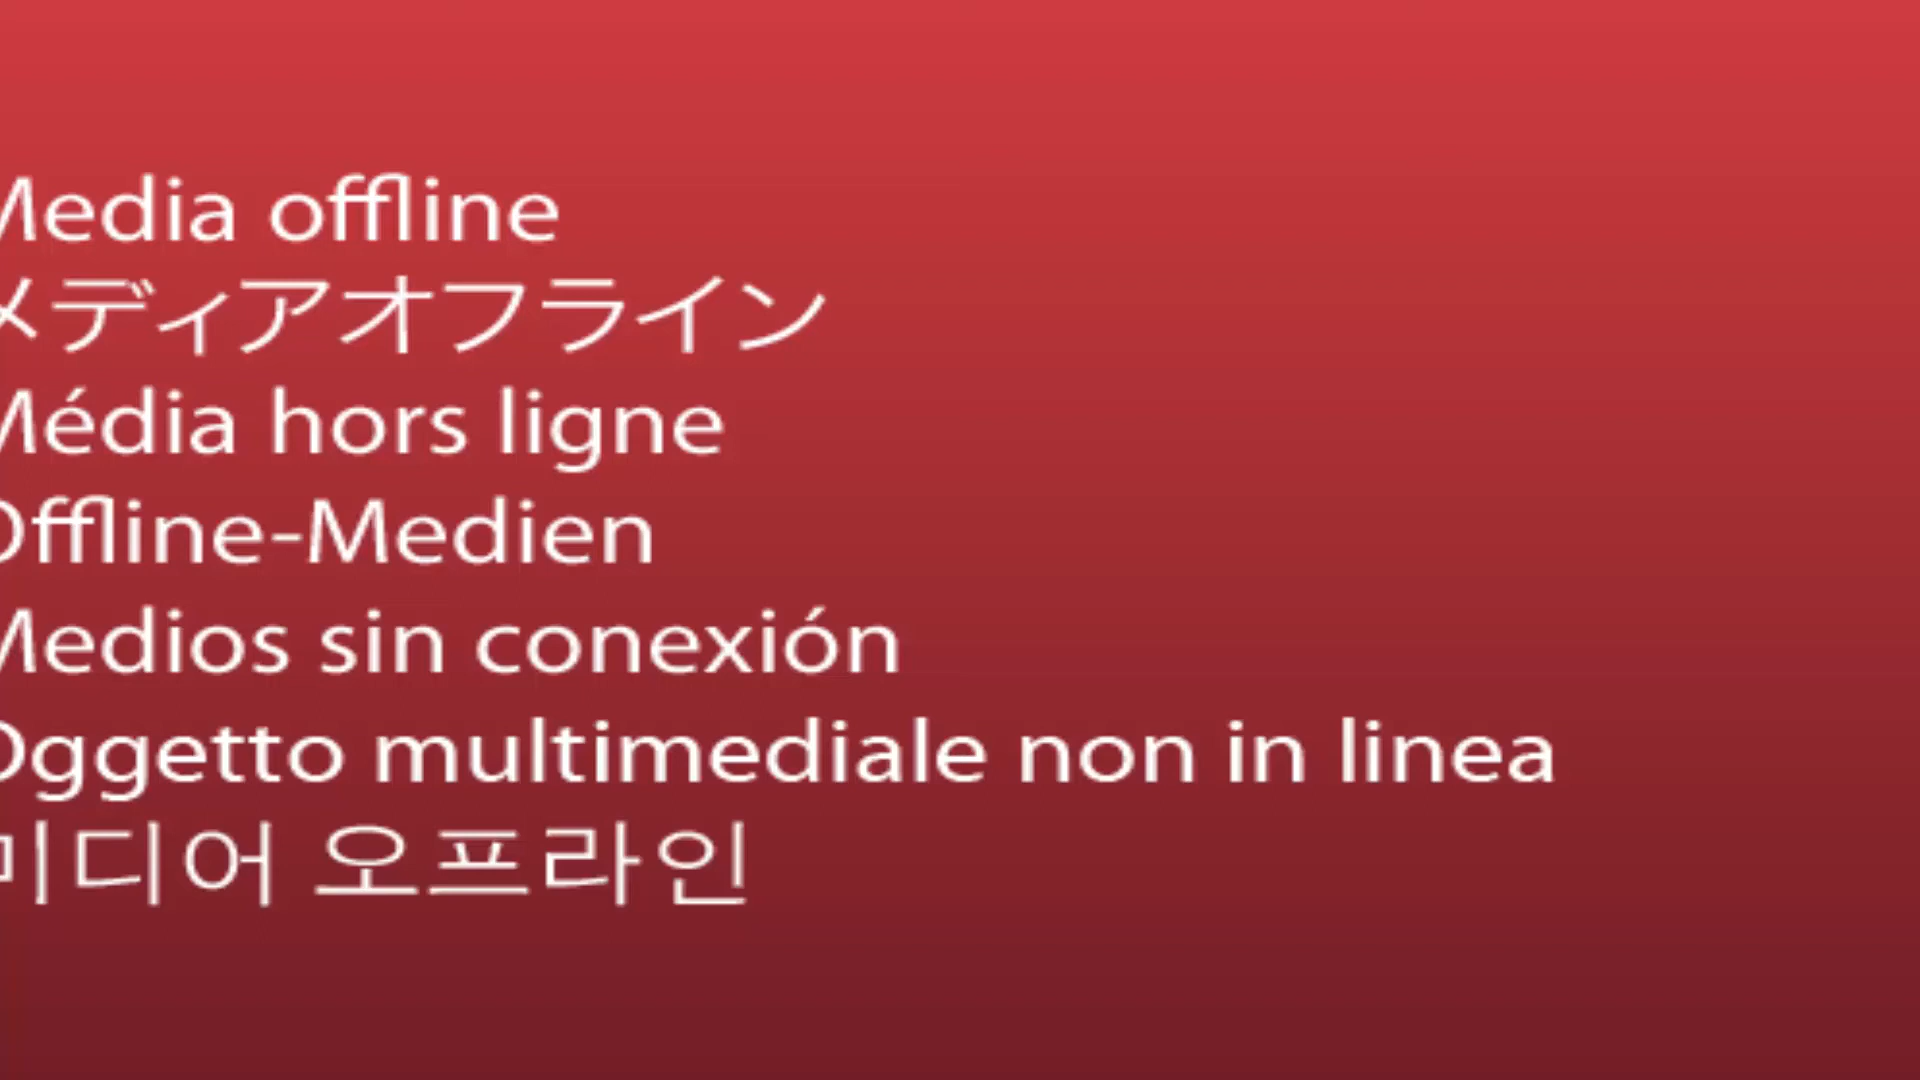 Media offline
メディアオフライン
Média hors ligne
Offline-Medien
Medios sin conexión
Oggetto multimediale non in linea
미디어 오프라인